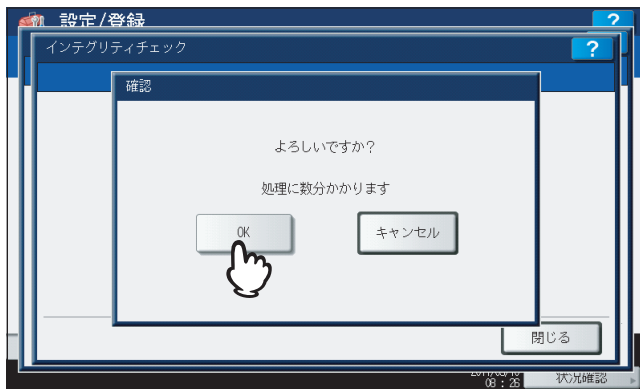 設定/登録
?
インテグリティチェック
?
確認
よろしいですか?
処理に数分かかります
OK
キャンセル
閉じる
08:26
状況確認